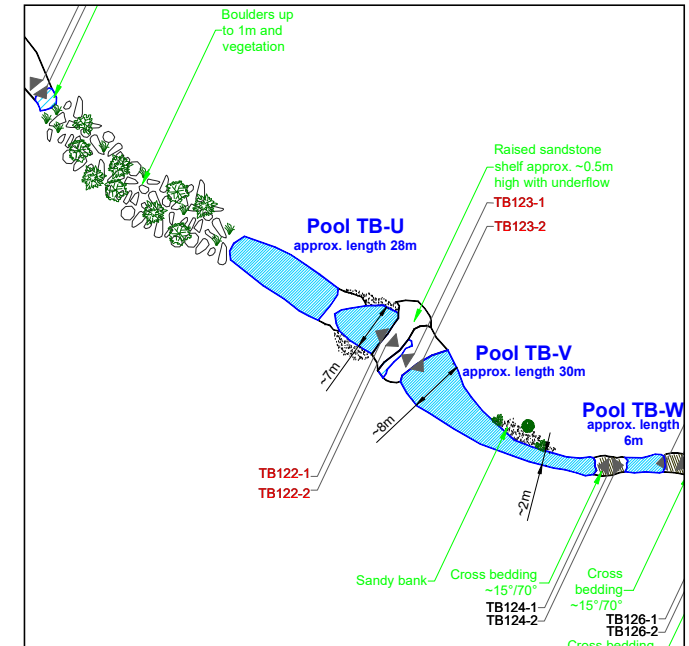 Boulders up
to 1m and
vegetation
Raised sandstone
shelf approx. ~0.5m
high with underflow
TB123-1
TB123-2
Pool TB-U
approx. length 28m
Pool TB-V
approx. length 30m
Pool TB-W
approx. length
6m
~7m
~8m
~2m
TB122-1
TB122-2
Sandy bank
Cross bedding
~15°/70°
TB124-1
TB124-2
Cross
bedding
~15°/70°
TB126-1
TB126-2
Cross bedding